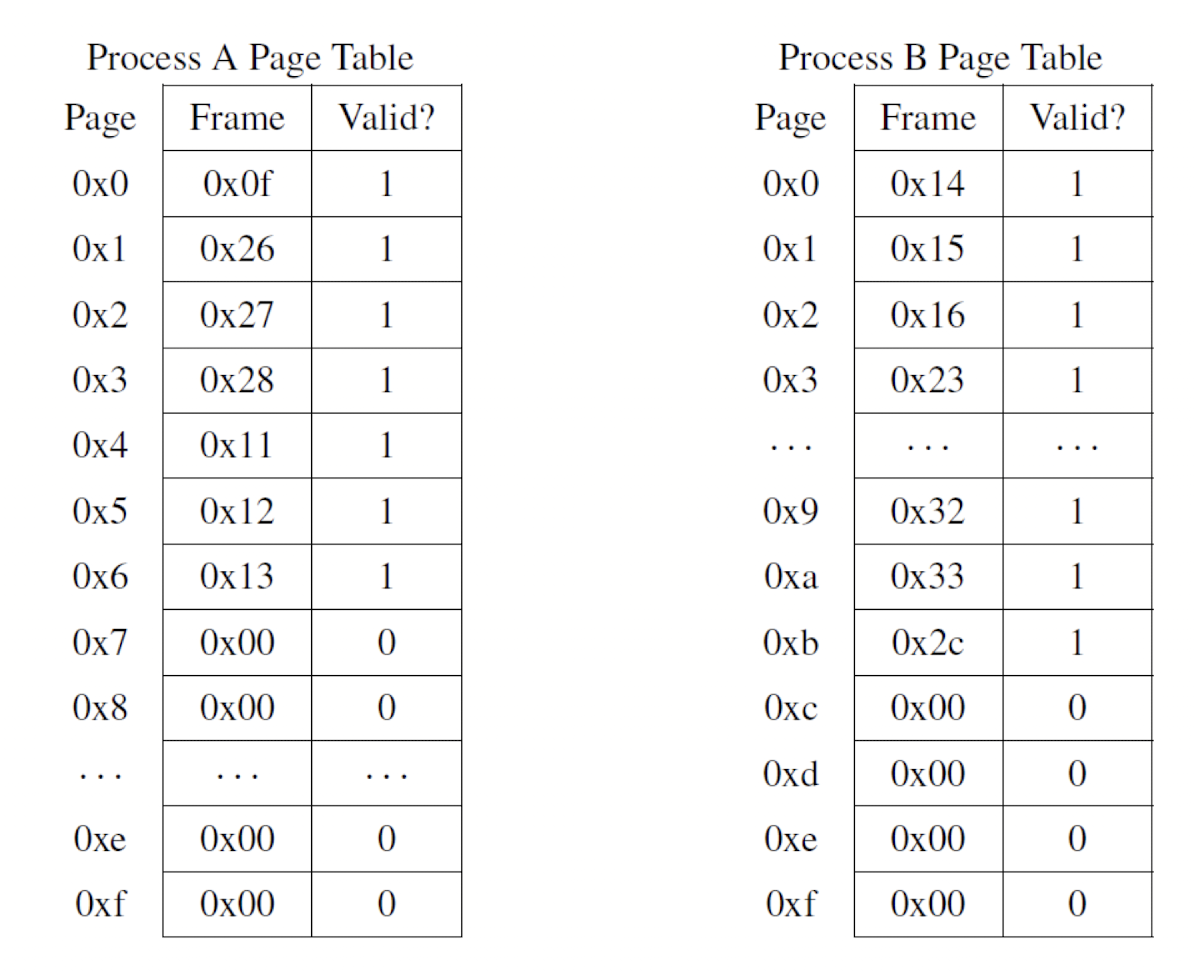 Process A Page Table
Page Frame Valid?
0x0 0x0f 1
0x1 0x26 1
0x2 0x27 1
0x3 0x28 1
0x4 0x11 1
0x5 0x12 1
0x6 0x13 1
0x7 0x00 0
0x8 0x00 0
... ... ...
0xe 0x00 0
0xf 0x00 0
Process B Page Table
Page Frame Valid?
0x0 0x14 1
0x1 0x15 1
0x2 0x16 1
0x3 0x23 1
... ... ...
0x9 0x32 1
0xa 0x33 1
0xb 0x2c 1
0xc 0x00 0
0xd 0x00 0
0xe 0x00 0
0xf 0x00 0